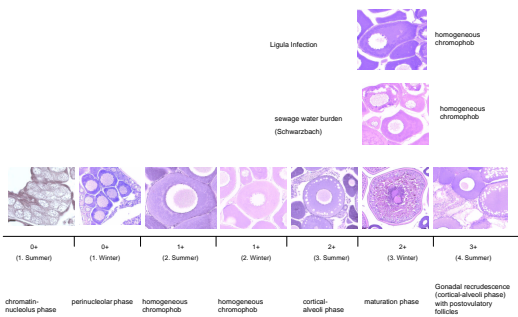 Ligula Infection
homogeneous
chromophob
sewage water burden
(Schwarzbach)
homogeneous
chromophob
0+
(1. Summer)
0+
(1. Winter)
1+
(2. Summer)
1+
(2. Winter)
2+
(3. Summer)
2+
(3. Winter)
3+
(4. Summer)
chromatin-
nucleolus phase
perinucleolar phase
homogeneous
chromophob
homogeneous
chromophob
cortical-
alveoli phase
maturation phase
Gonadal recrudescence
(cortical-alveoli phase)
with postovulatory
follicles